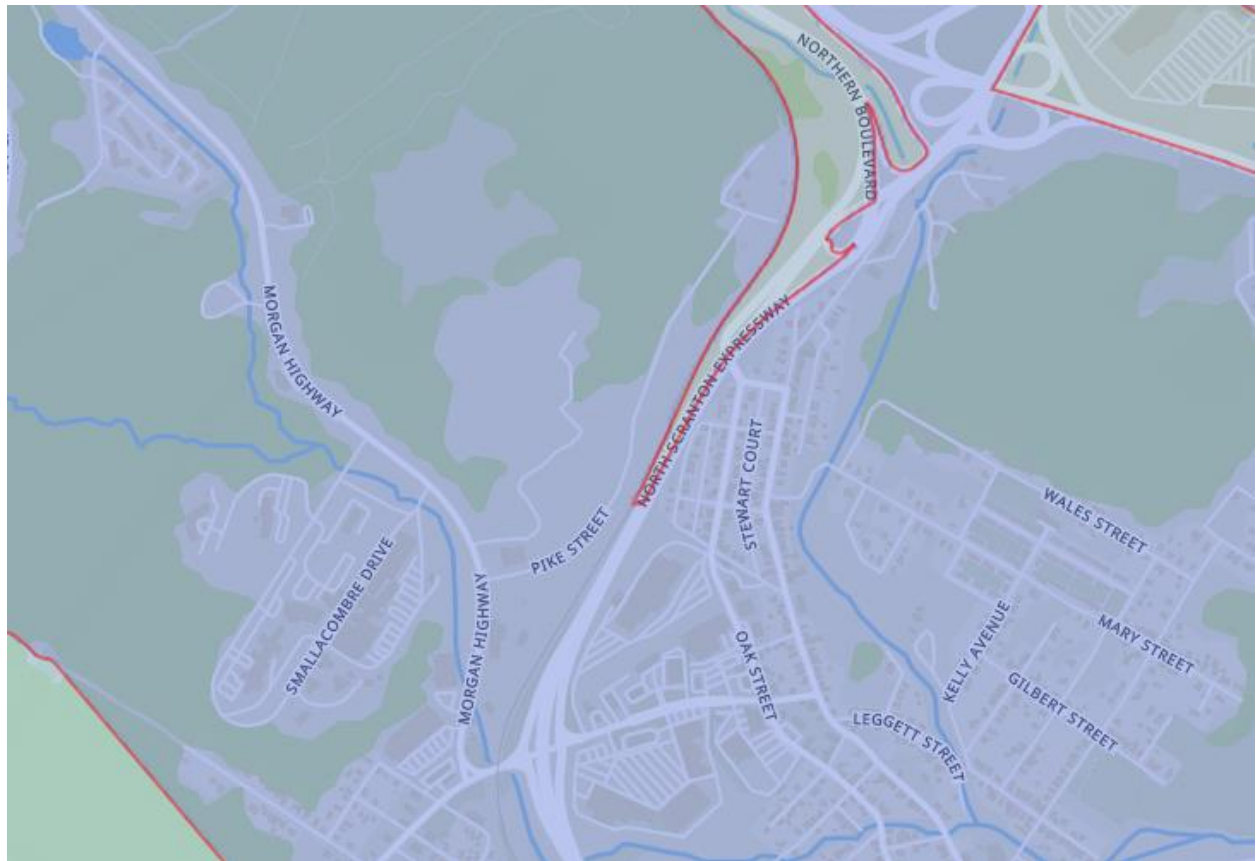 NORTHERN BOULEVARD
MORGAN HIGHWAY
NORTH SCRANTON EXPRESSWAY
STEWART COURT
WALES STREET
PIKE STREET
SMALLACOMBRE DRIVE
MORGAN HIGHWAY
OAK STREET
KELLY AVENUE
MARY STREET
GILBERT STREET
LEGGETT STREET